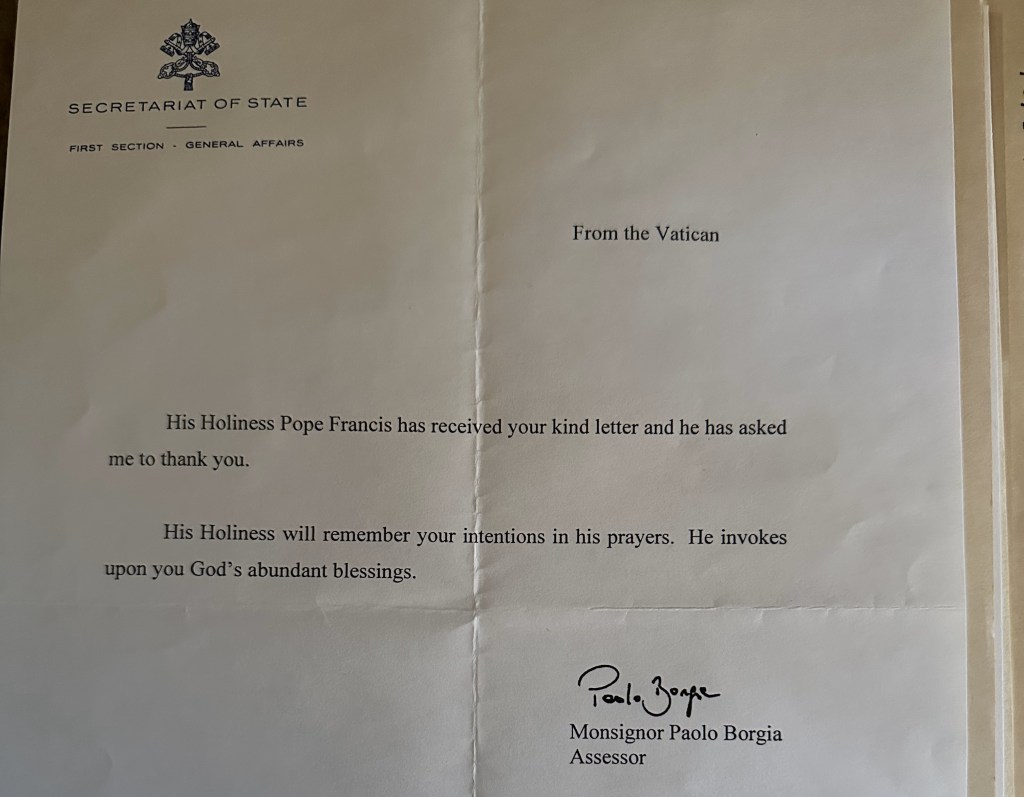 SECRETARIAT OF STATE
FIRST SECTION - GENERAL AFFAIRS
From the Vatican
His Holiness Pope Francis has received your kind letter and he has asked
me to thank you.
His Holiness will remember your intentions in his prayers. He invokes
upon you God's abundant blessings.
Paolo Borgia
Monsignor Paolo Borgia
Assessor